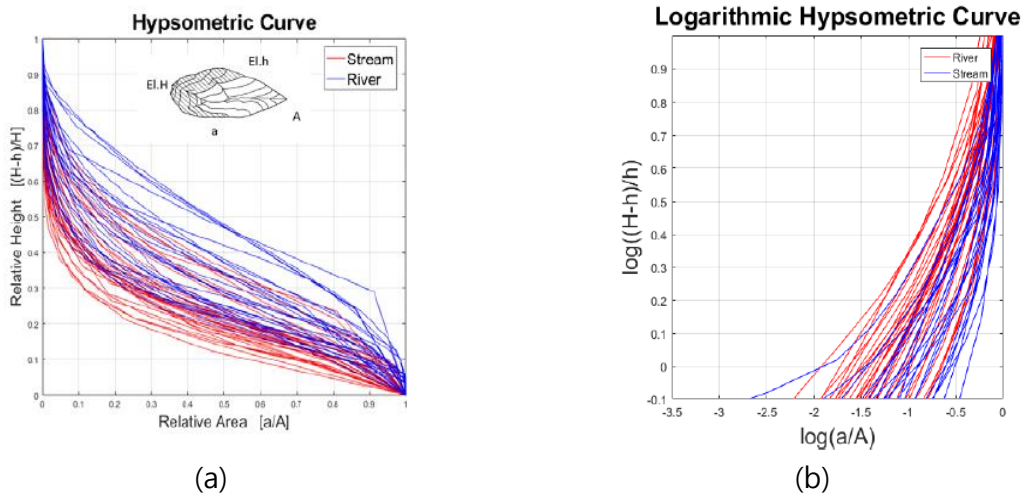 Hypsometric Curve
Stream
River
El.h
El.H
A
a
Relative Height [(H-h)/H]
1
0.9
0.8
0.7
0.6
0.5
0.4
0.3
0.2
0.1
0
0 0.1 0.2 0.3 0.4 0.5 0.6 0.7 0.8 0.9 1
Relative Area [a/A]
(a)
Logarithmic Hypsometric Curve
River
Stream
log((H-h)/h)
0.9
0.8
0.7
0.6
0.5
0.4
0.3
0.2
0.1
0
-0.1
-3.5 -3 -2.5 -2 -1.5 -1 -0.5 0
log(a/A)
(b)